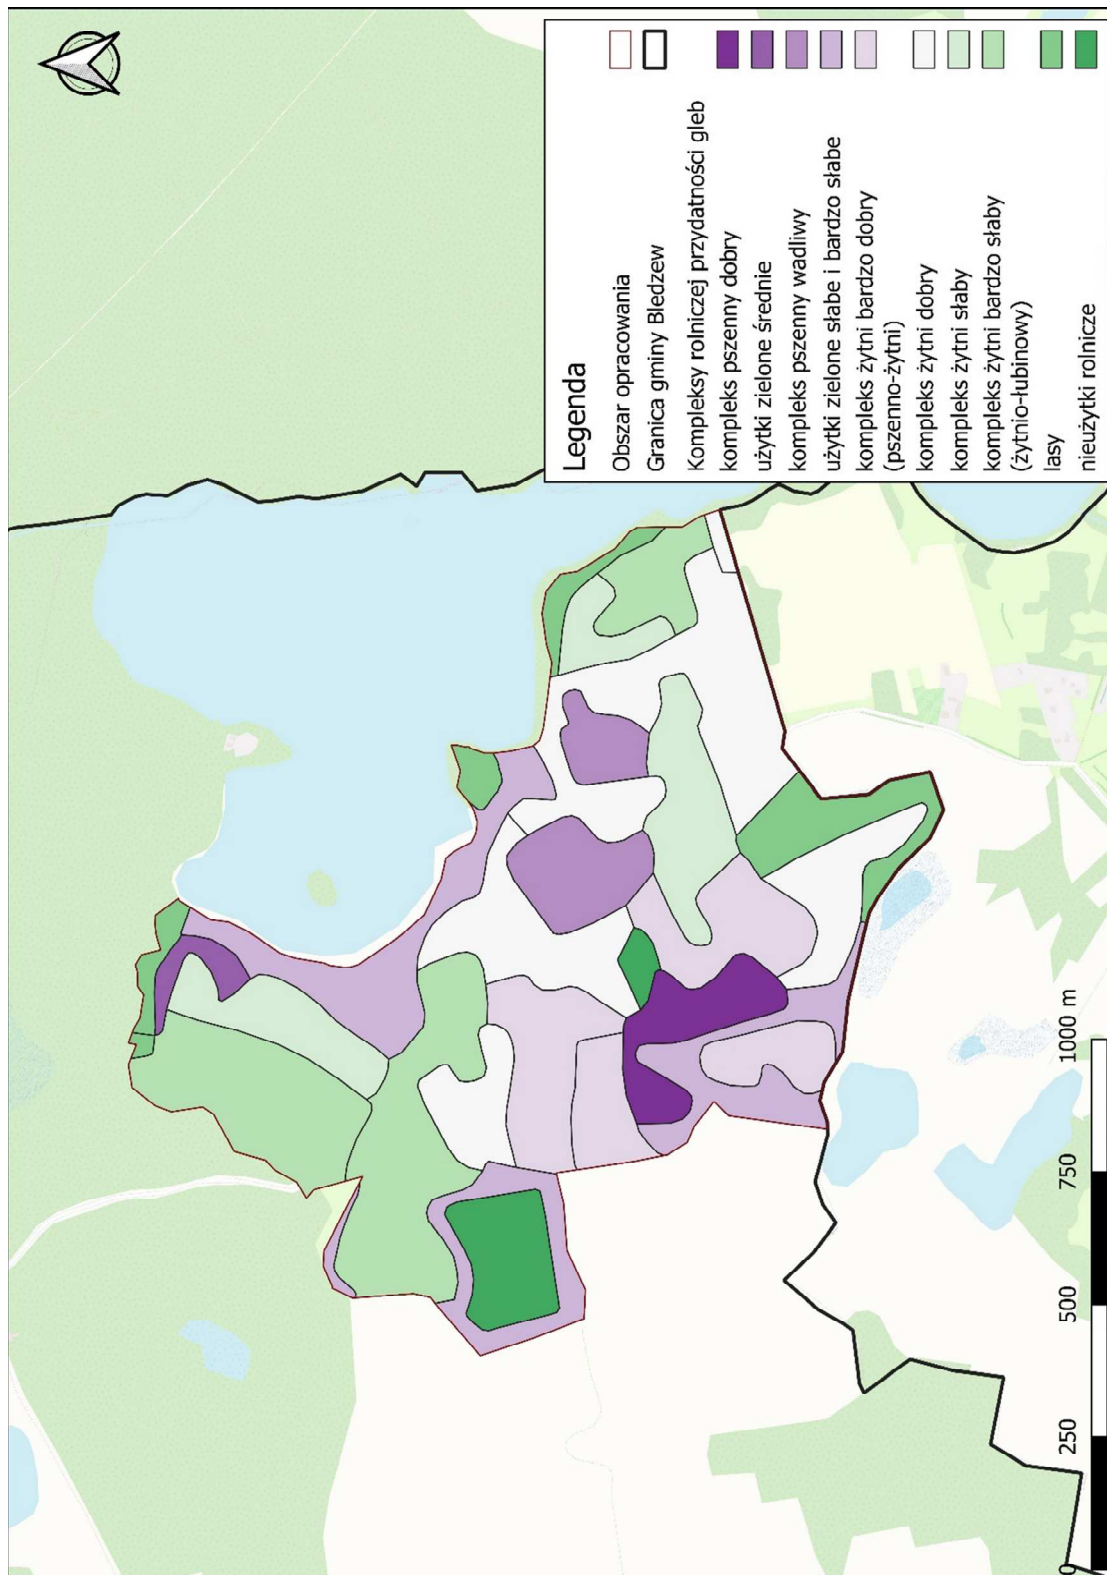 Legenda
Obszar opracowania
Granica gminy Bledzew
Kompleksy rolniczej przydatności gleb
kompleks pszenny dobry
użytki zielone średnie
kompleks pszenny wadliwy
użytki zielone słabe i bardzo słabe
kompleks żytni bardzo dobry
(pszenno-żytni)
kompleks żytni dobry
kompleks żytni słaby
kompleks żytni bardzo słaby
(żytnio-łubinowy)
lasy
nieużytki rolnicze
0 250 500 750 1000 m